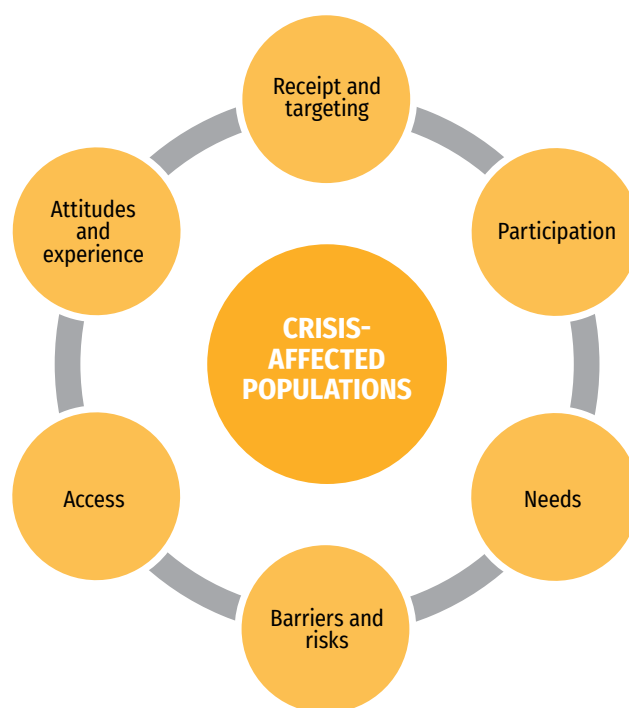 Receipt and
targeting
Attitudes
and
experience
Participation
CRISIS-
AFFECTED
POPULATIONS
Access
Needs
Barriers and
risks